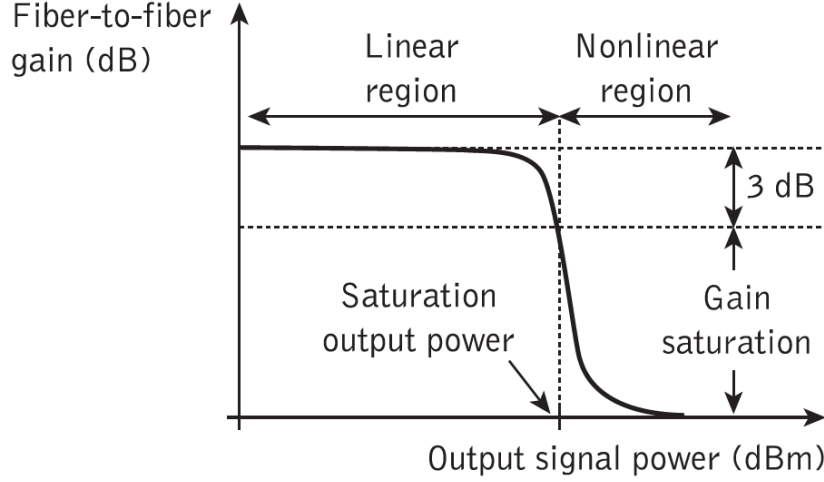 Fiber-to-fiber
gain (dB)
Linear
region
Nonlinear
region
3 dB
Saturation
output power
Gain
saturation
Output signal power (dBm)